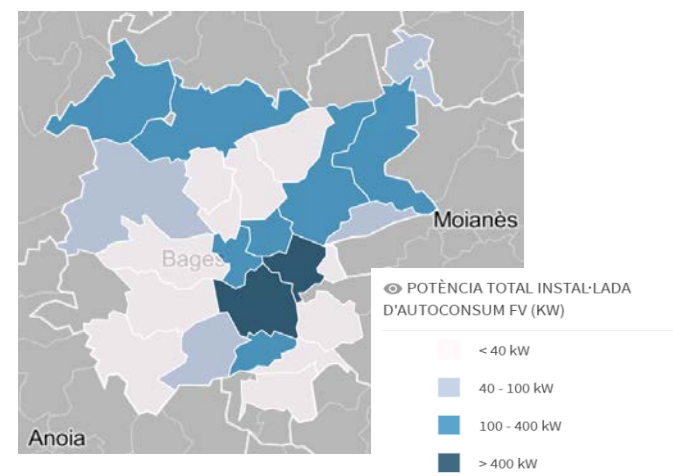 Moianès
Bages
POTÈNCIA TOTAL INSTAL·LADA
D'AUTOCONSUM FV (KW)
< 40 kW
40 - 100 kW
100 - 400 kW
> 400 kW
Anoia